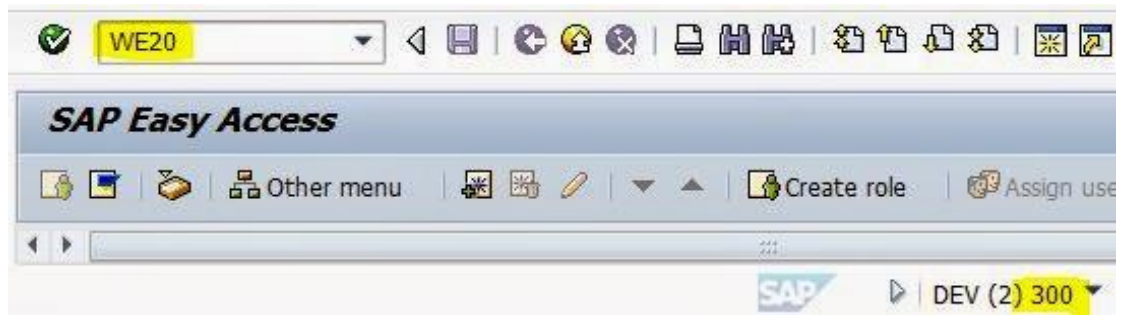 WE20
SAP Easy Access
Other menu Create role Assign use
SAP DEV (2) 300